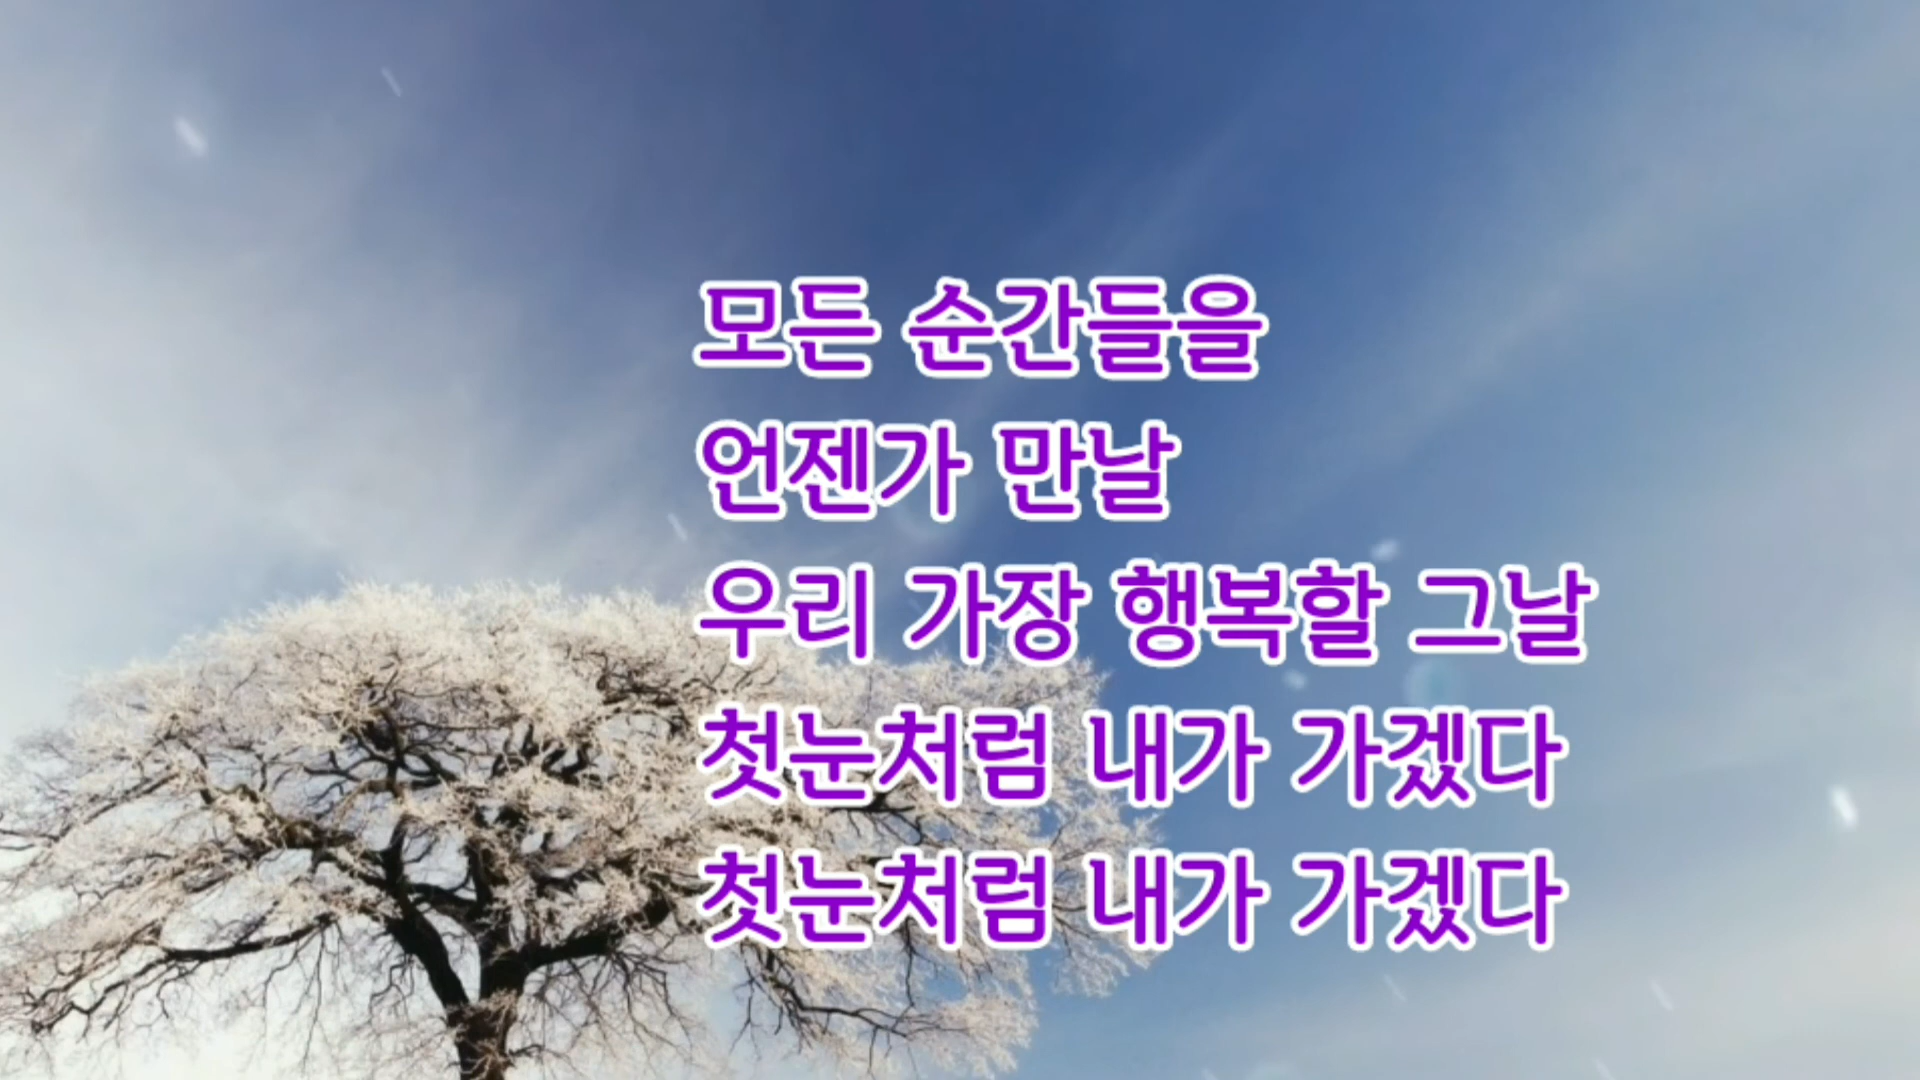 모든 순간들을
언젠가 만날
우리 가장 행복할 그날
첫눈처럼 내가 가겠다
첫눈처럼 내가 가겠다